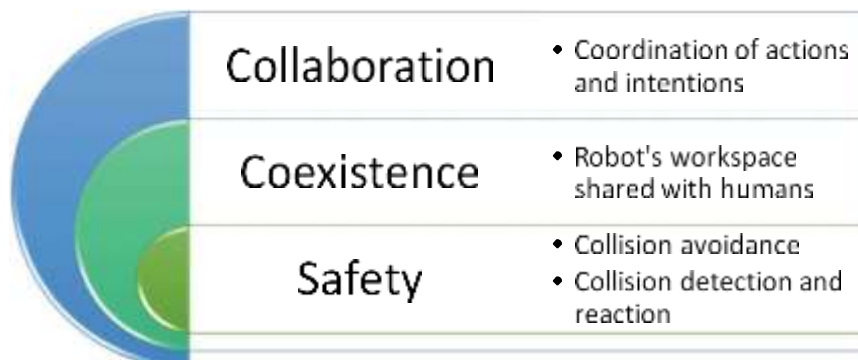 Collaboration
• Coordination of actions
and intentions
Coexistence
• Robot's workspace
shared with humans
Safety
• Collision avoidance
• Collision detection and
reaction